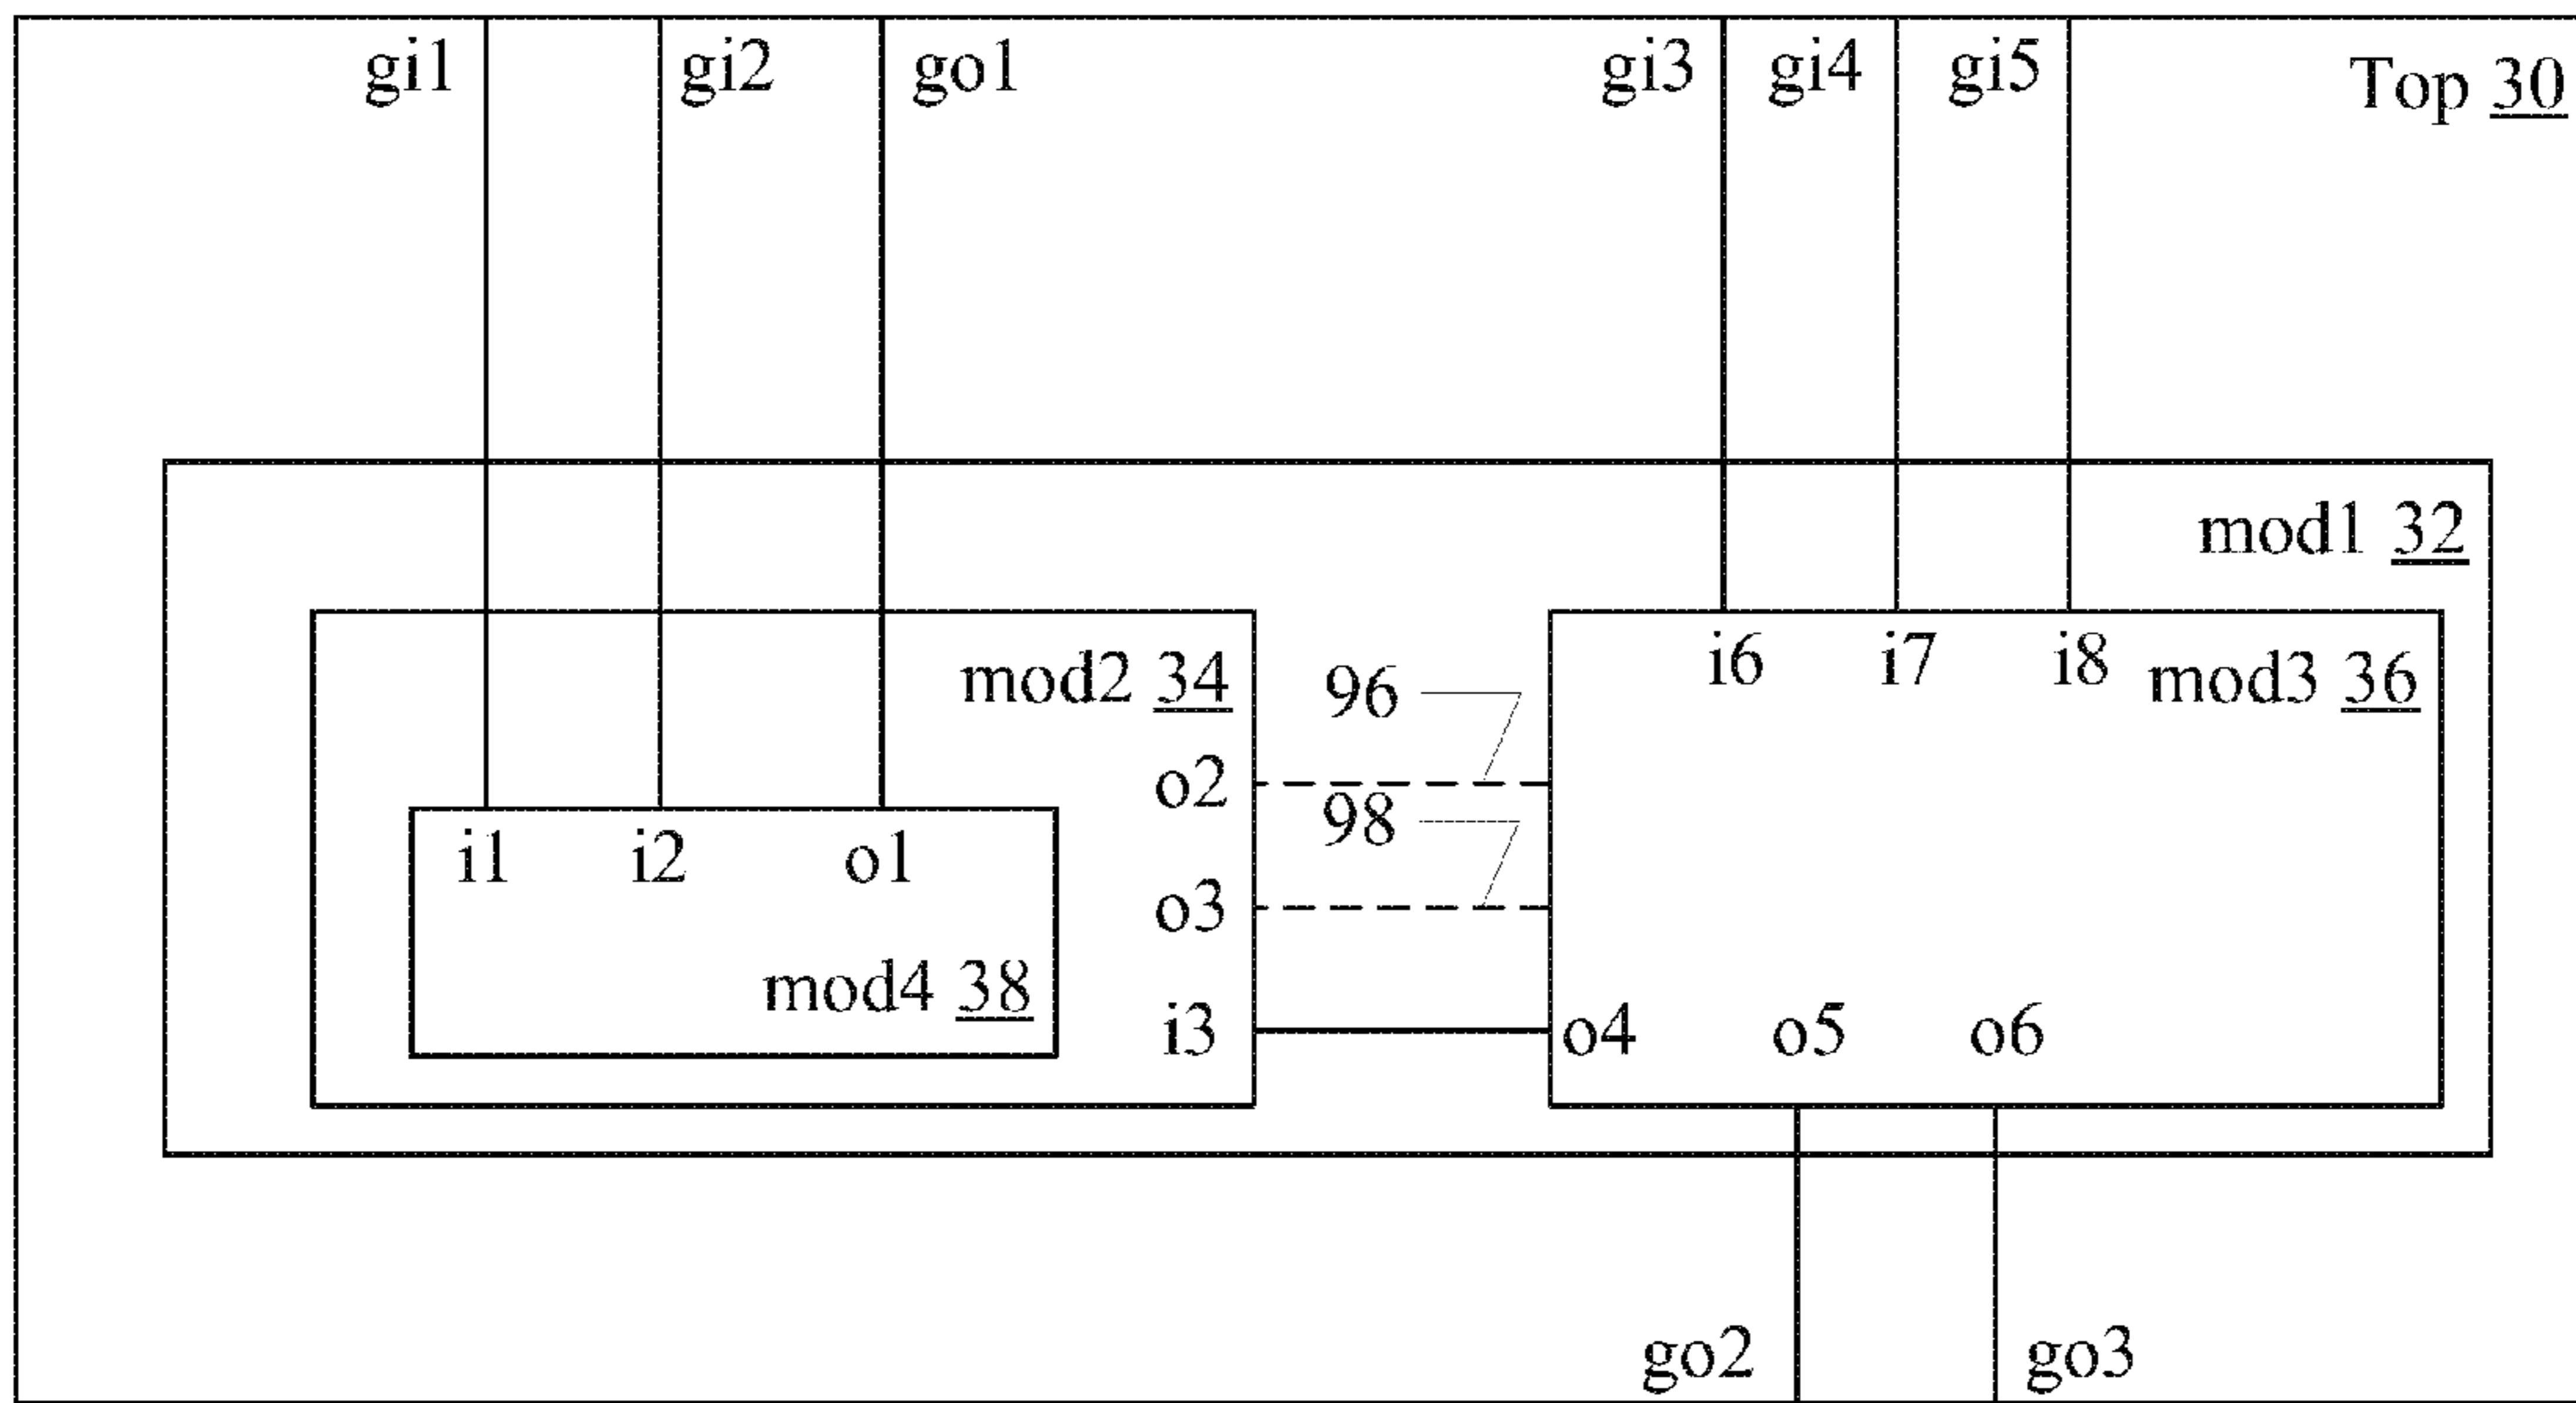 gi1 gi2 go1 gi3 gi4 gi5 Top 30
mod1 32
mod2 34 96 i6 i7 i8 mod3 36
o2
98
i1 i2 o1
o3
mod4 38
i3 o4 o5 o6
go2 go3